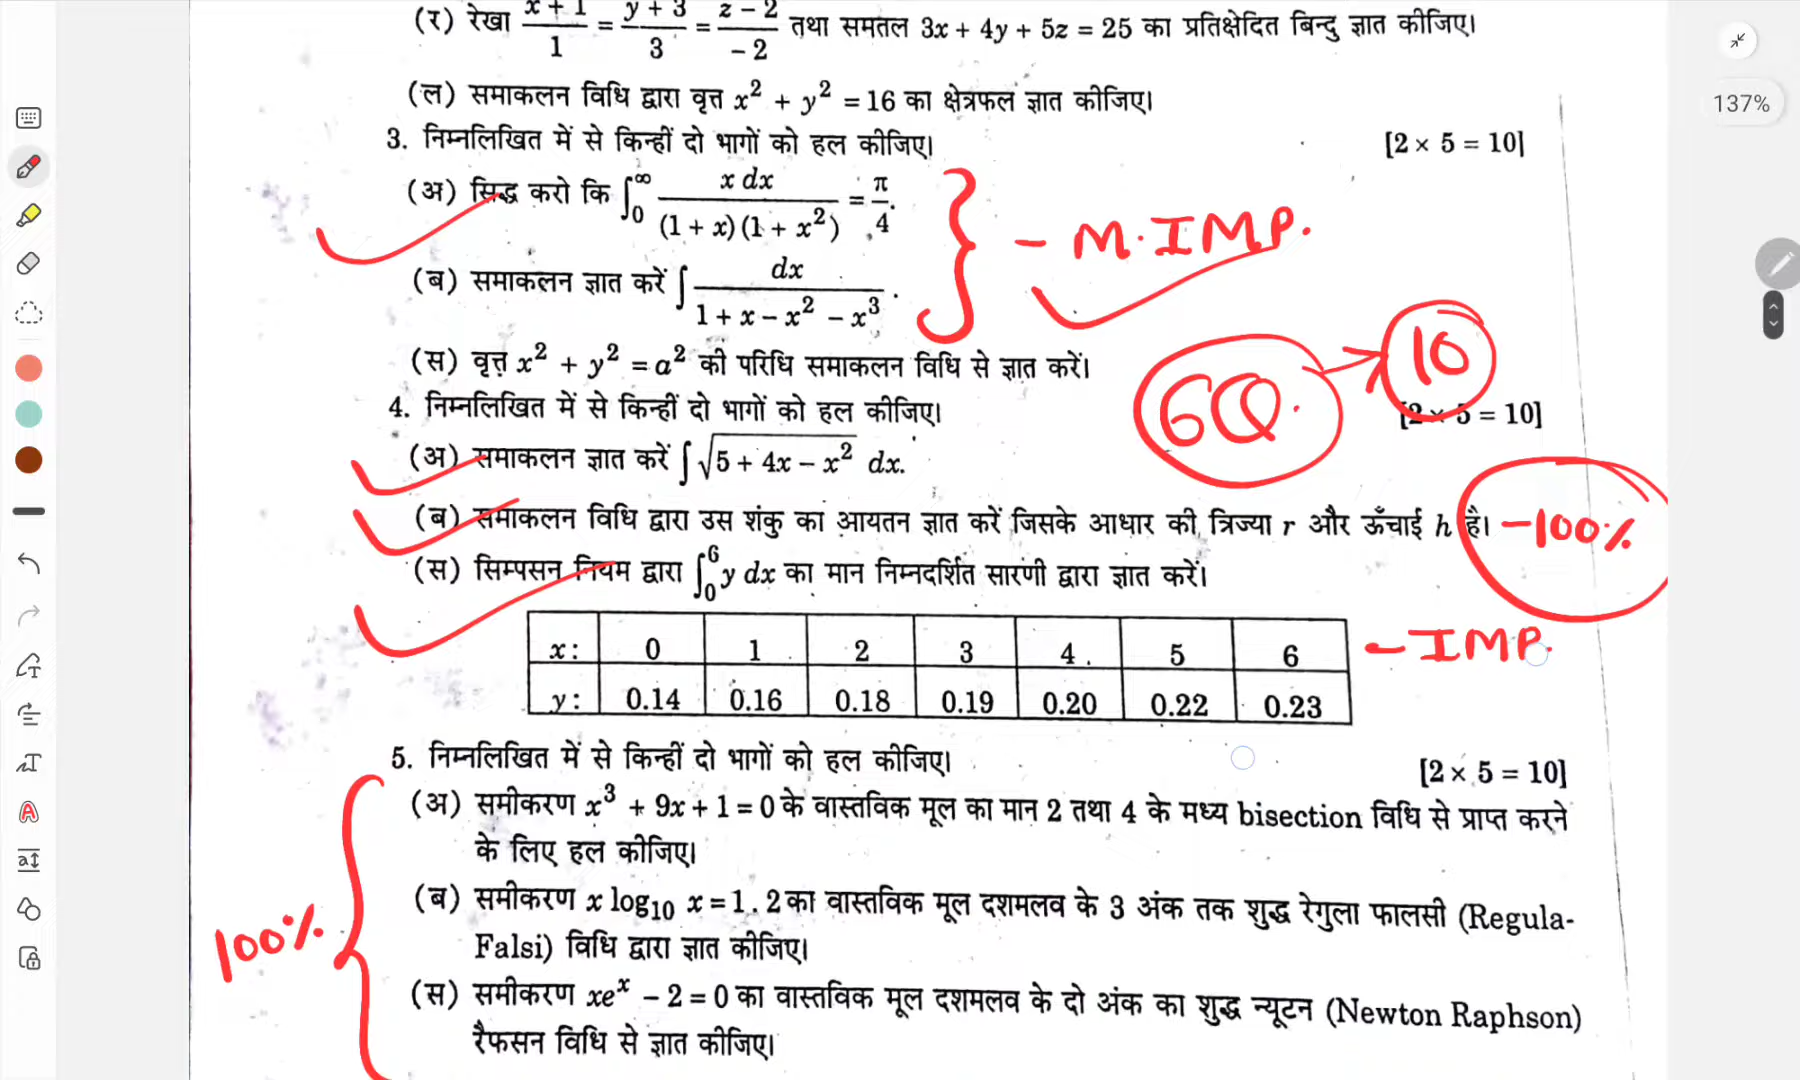 (र) रेखा x + 1 / 1 = y + 3 / 3 = z − 2 / − 2 तथा समतल 3x + 4y + 5z = 25 का प्रतिक्षेदित बिन्दु ज्ञात कीजिए।
(ल) समाकलन विधि द्वारा वृत्त x² + y² = 16 का क्षेत्रफल ज्ञात कीजिए।
137%
3. निम्नलिखित में से किन्हीं दो भागों को हल कीजिए। [2 × 5 = 10]
(अ) सिद्ध करो कि ∫₀^∞ x dx / (1 + x) (1 + x²) = π/4.
– M. IMP.
(ब) समाकलन ज्ञात करें ∫ dx / 1 + x − x² − x³ .
(स) वृत्त x² + y² = a² की परिधि समाकलन विधि से ज्ञात करें।
6Q. → 10
4. निम्नलिखित में से किन्हीं दो भागों को हल कीजिए। [2 × 5 = 10]
(अ) समाकलन ज्ञात करें ∫ √(5 + 4x − x²) dx.
(ब) समाकलन विधि द्वारा उस शंकु का आयतन ज्ञात करें जिसके आधार की त्रिज्या r और ऊँचाई h है। – 100%
(स) सिम्पसन नियम द्वारा ∫₀⁶ y dx का मान निम्नदर्शित सारणी द्वारा ज्ञात करें।
x : 0 1 2 3 4 5 6 – IMP.
y : 0.14 0.16 0.18 0.19 0.20 0.22 0.23
5. निम्नलिखित में से किन्हीं दो भागों को हल कीजिए। [2 × 5 = 10]
(अ) समीकरण x³ + 9x + 1 = 0 के वास्तविक मूल का मान 2 तथा 4 के मध्य bisection विधि से प्राप्त करने
के लिए हल कीजिए।
(ब) समीकरण x log₁₀ x = 1.2 का वास्तविक मूल दशमलव के 3 अंक तक शुद्ध रेगुला फालसी (Regula-
100%
Falsi) विधि द्वारा ज्ञात कीजिए।
(स) समीकरण xeˣ − 2 = 0 का वास्तविक मूल दशमलव के दो अंक का शुद्ध न्यूटन (Newton Raphson)
रैफसन विधि से ज्ञात कीजिए।